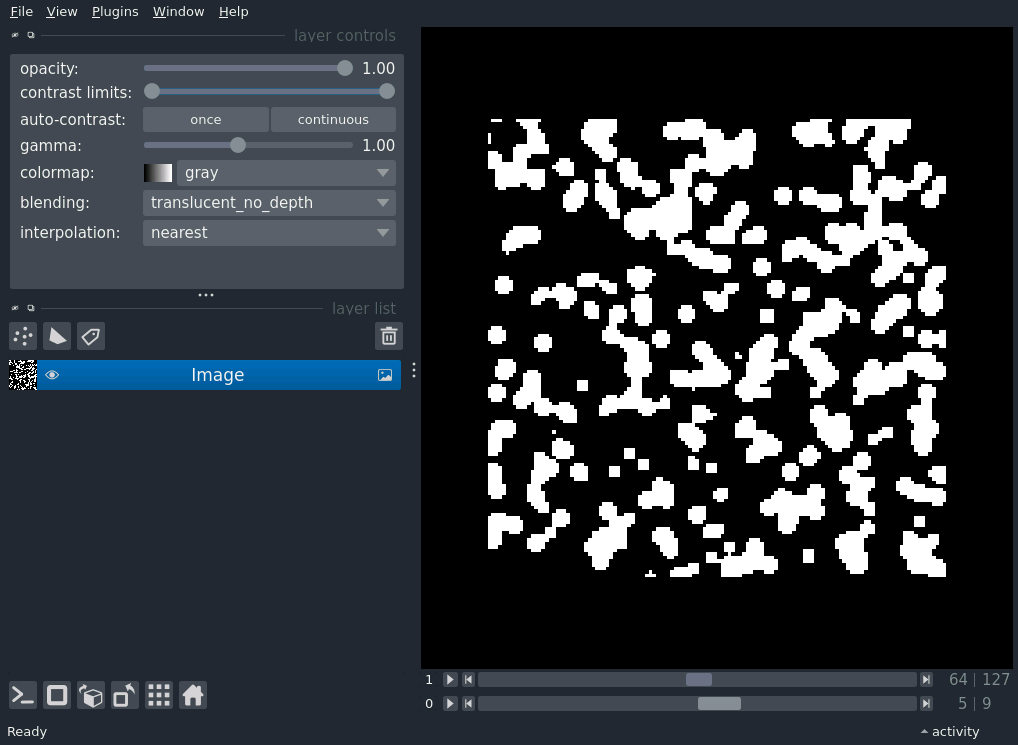 File View Plugins Window Help
layer controls
opacity: 1.00
contrast limits:
auto-contrast: once continuous
gamma: 1.00
colormap: gray
blending: translucent_no_depth
interpolation: nearest
layer list
Image
1 64 | 127
0 5 | 9
Ready activity